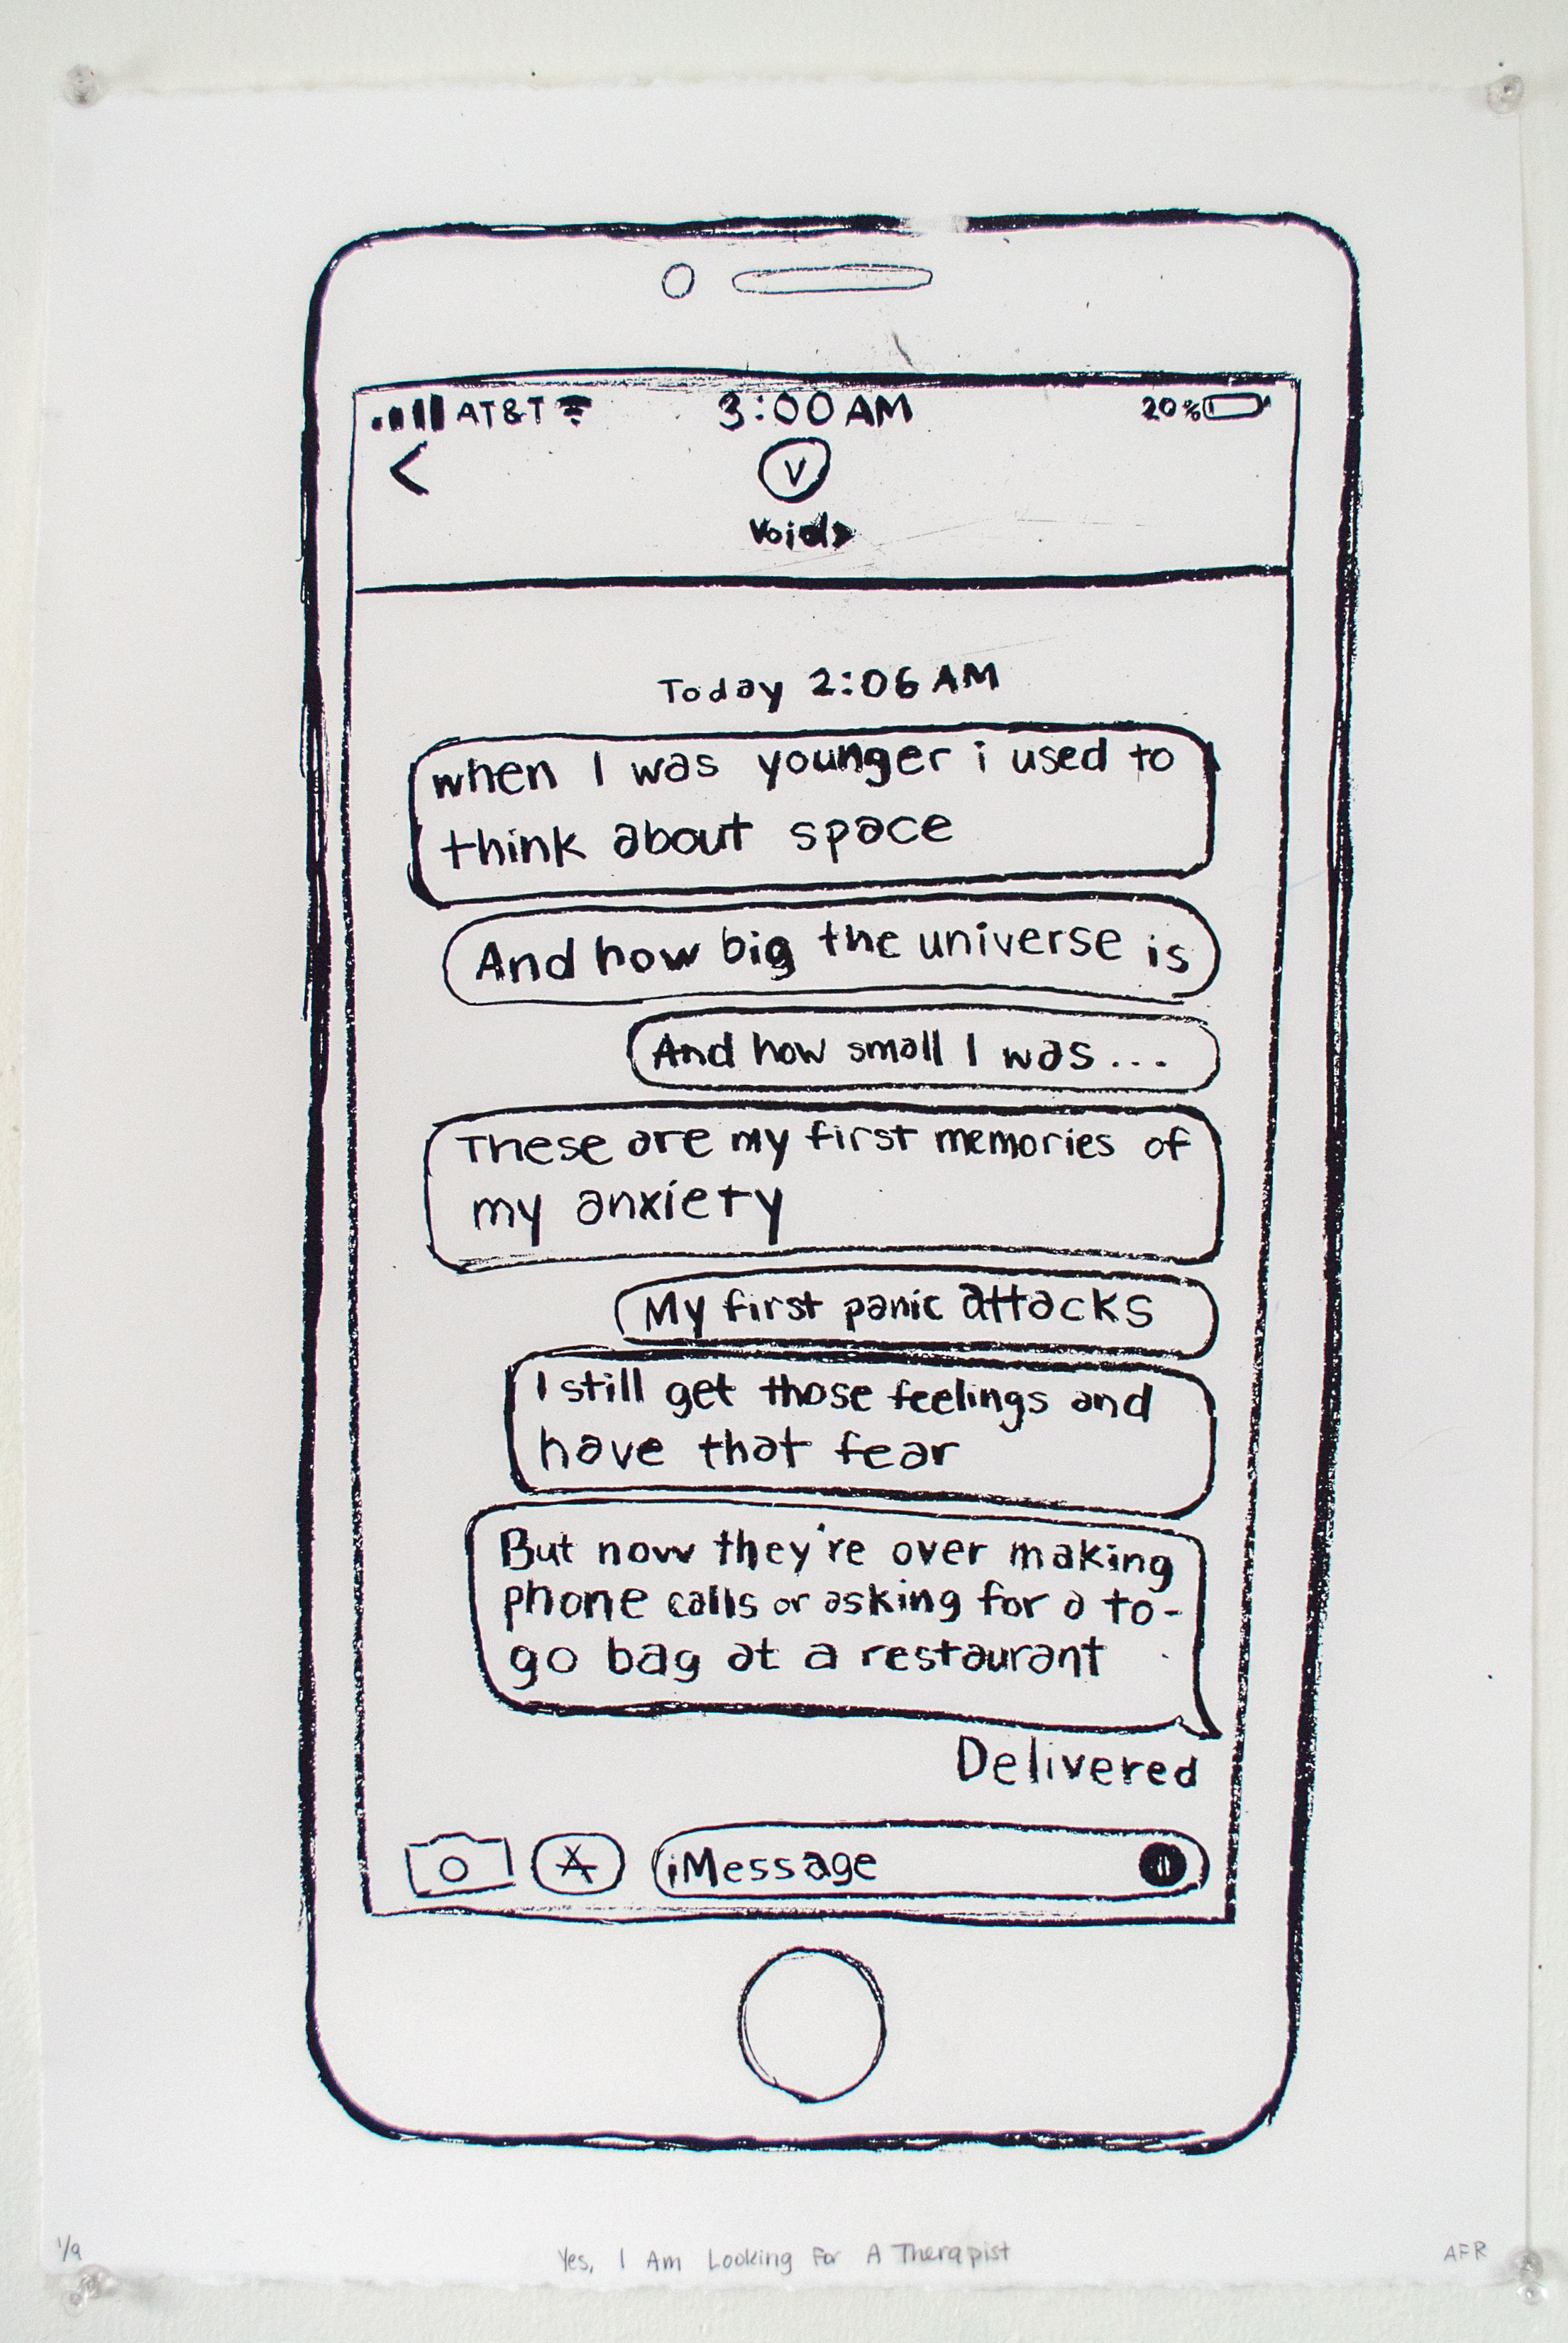 AT&T 3:00 AM 20%
<
V
Void>
Today 2:06 AM
when I was younger i used to
think about space
And how big the universe is
And how small I was...
These are my first memories of
my anxiety
My first panic attacks
I still get those feelings and
have that fear
But now they're over making
phone calls or asking for a to-
go bag at a restaurant
Delivered
A
iMessage
1/9 Yes, I Am Looking For A Therapist AFR